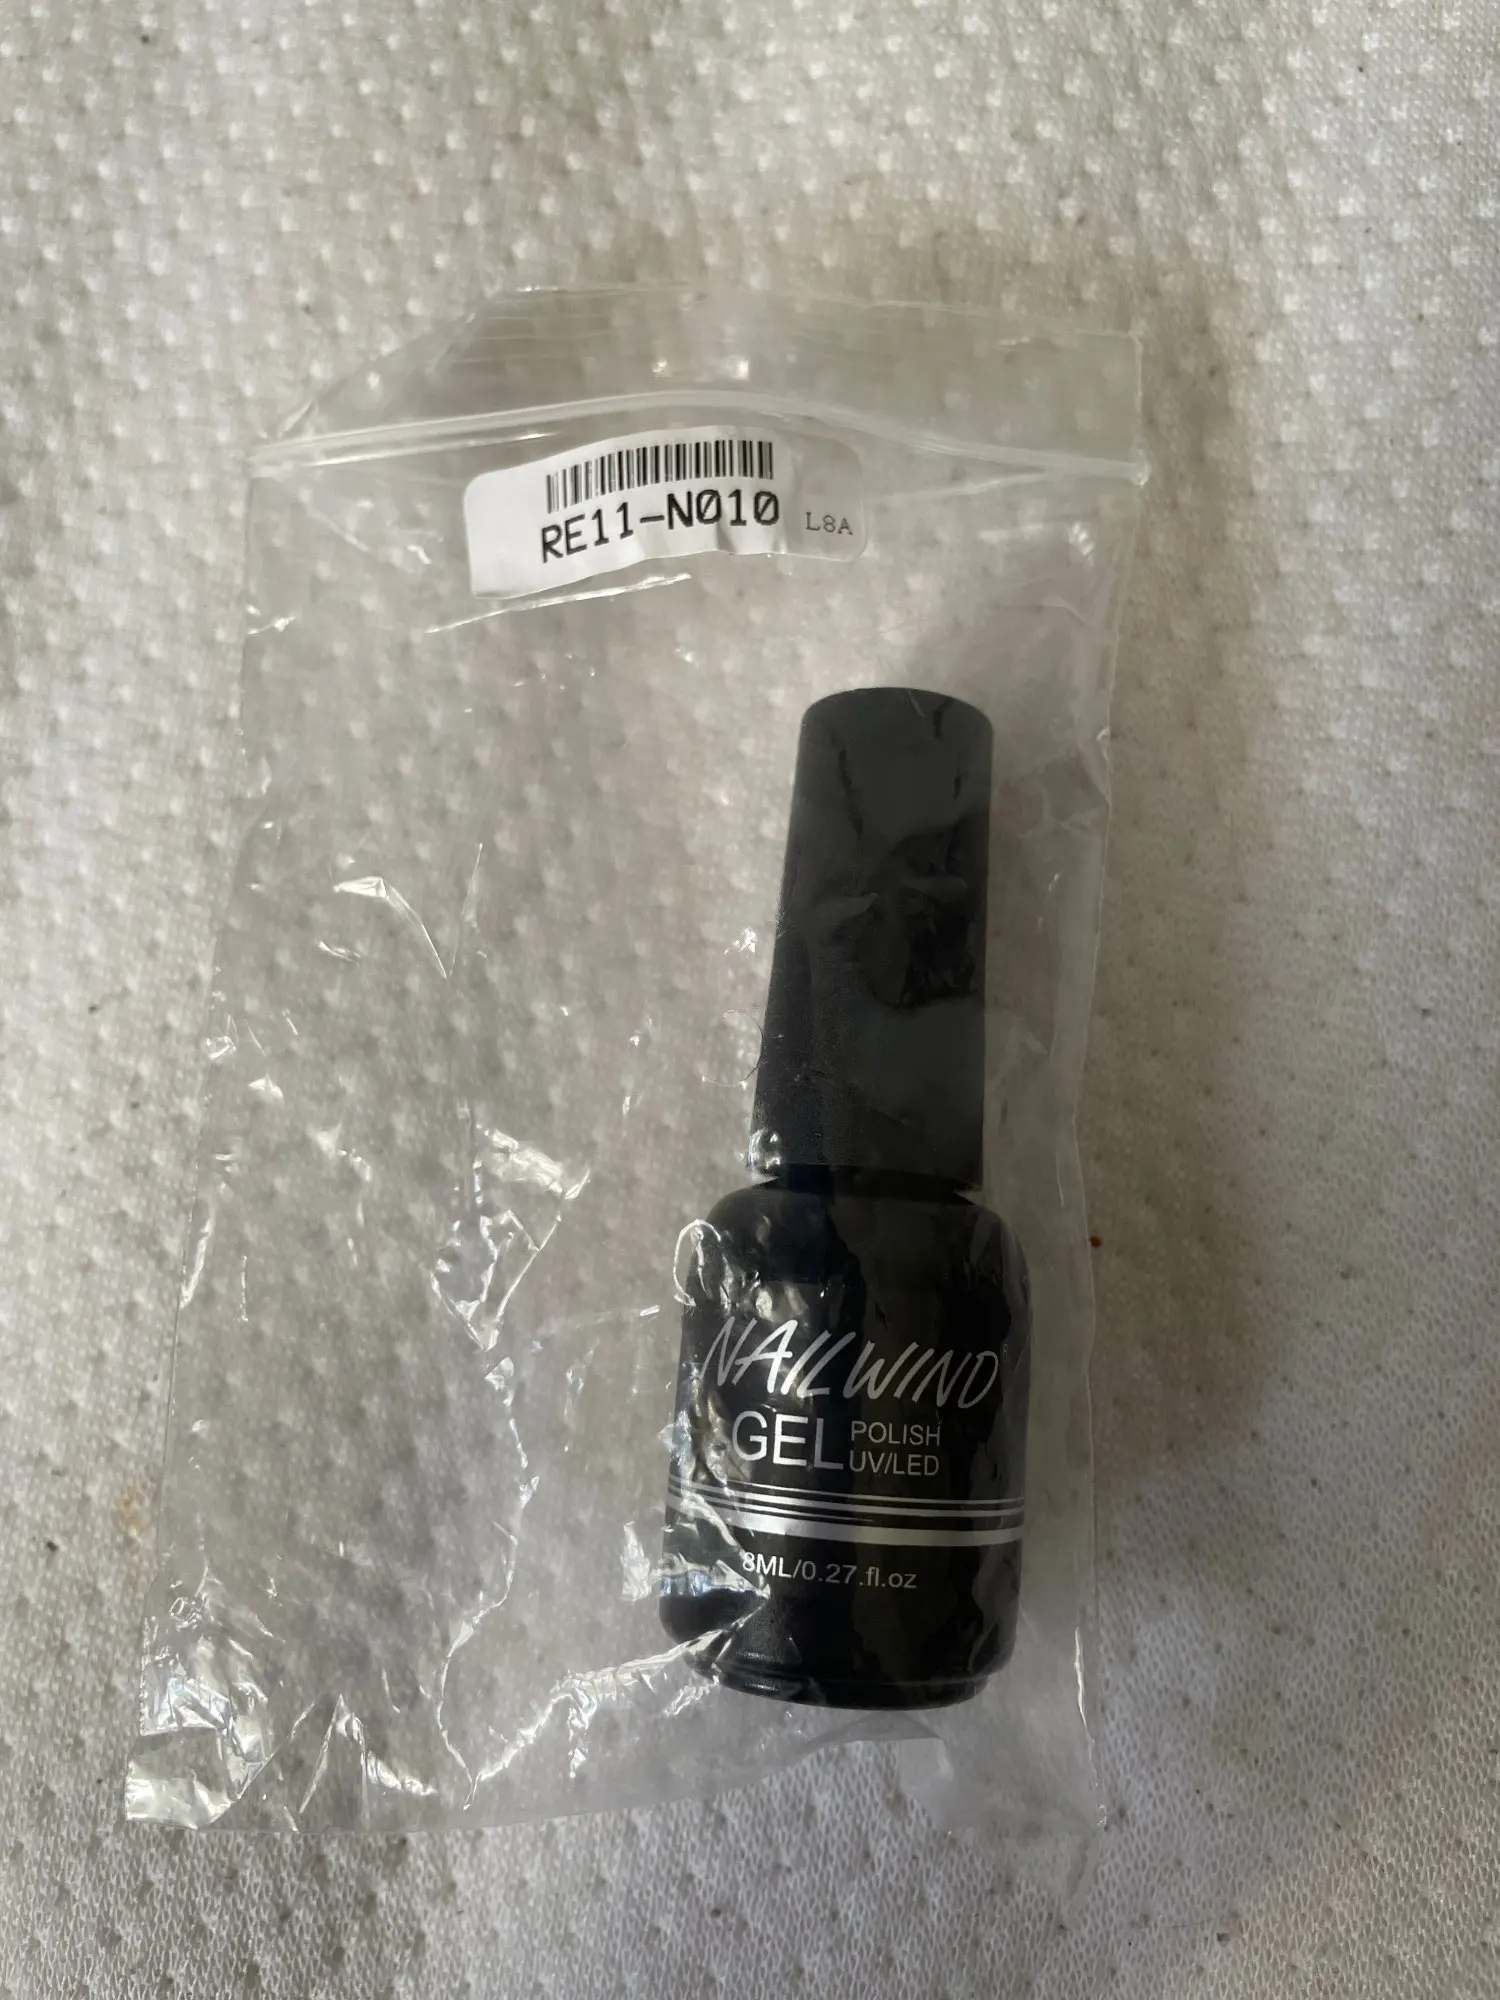 RE11-N010 L8A
NAILWIND
GEL POLISH
UV/LED
8ML/0.27.fl.oz